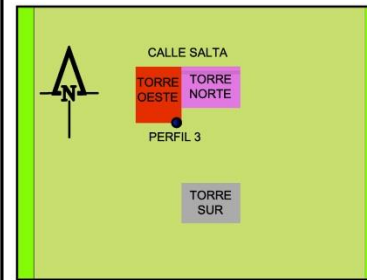 CALLE SALTA
TORRE OESTE
TORRE NORTE
N
PERFIL 3
TORRE SUR